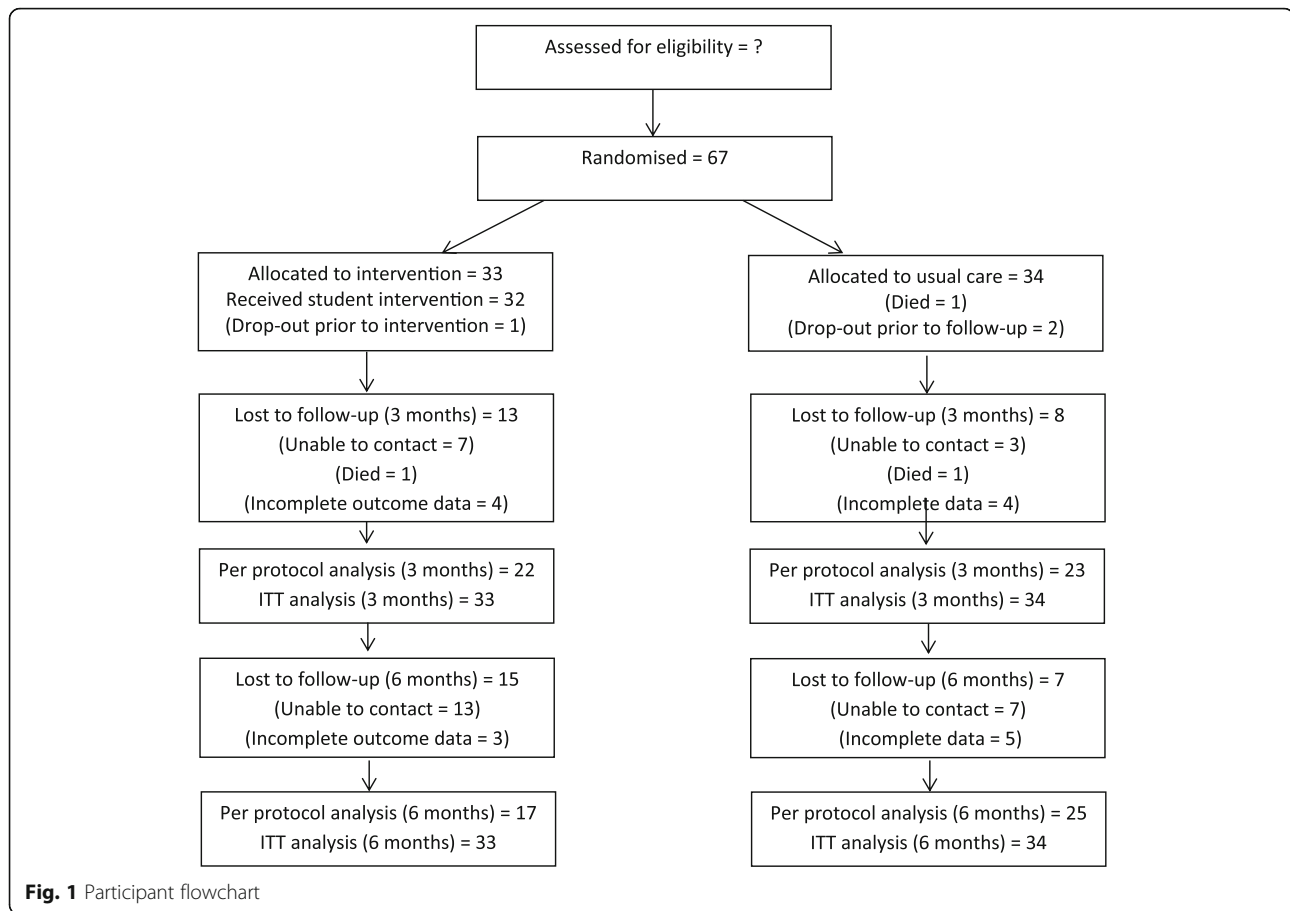 Assessed for eligibility = ?
Randomised = 67
Allocated to intervention = 33
Received student intervention = 32
(Drop-out prior to intervention = 1)
Allocated to usual care = 34
(Died = 1)
(Drop-out prior to follow-up = 2)
Lost to follow-up (3 months) = 13
(Unable to contact = 7)
(Died = 1)
(Incomplete outcome data = 4)
Lost to follow-up (3 months) = 8
(Unable to contact = 3)
(Died = 1)
(Incomplete data = 4)
Per protocol analysis (3 months) = 22
ITT analysis (3 months) = 33
Per protocol analysis (3 months) = 23
ITT analysis (3 months) = 34
Lost to follow-up (6 months) = 15
(Unable to contact = 13)
(Incomplete outcome data = 3)
Lost to follow-up (6 months) = 7
(Unable to contact = 7)
(Incomplete data = 5)
Per protocol analysis (6 months) = 17
ITT analysis (6 months) = 33
Per protocol analysis (6 months) = 25
ITT analysis (6 months) = 34
Fig. 1 Participant flowchart